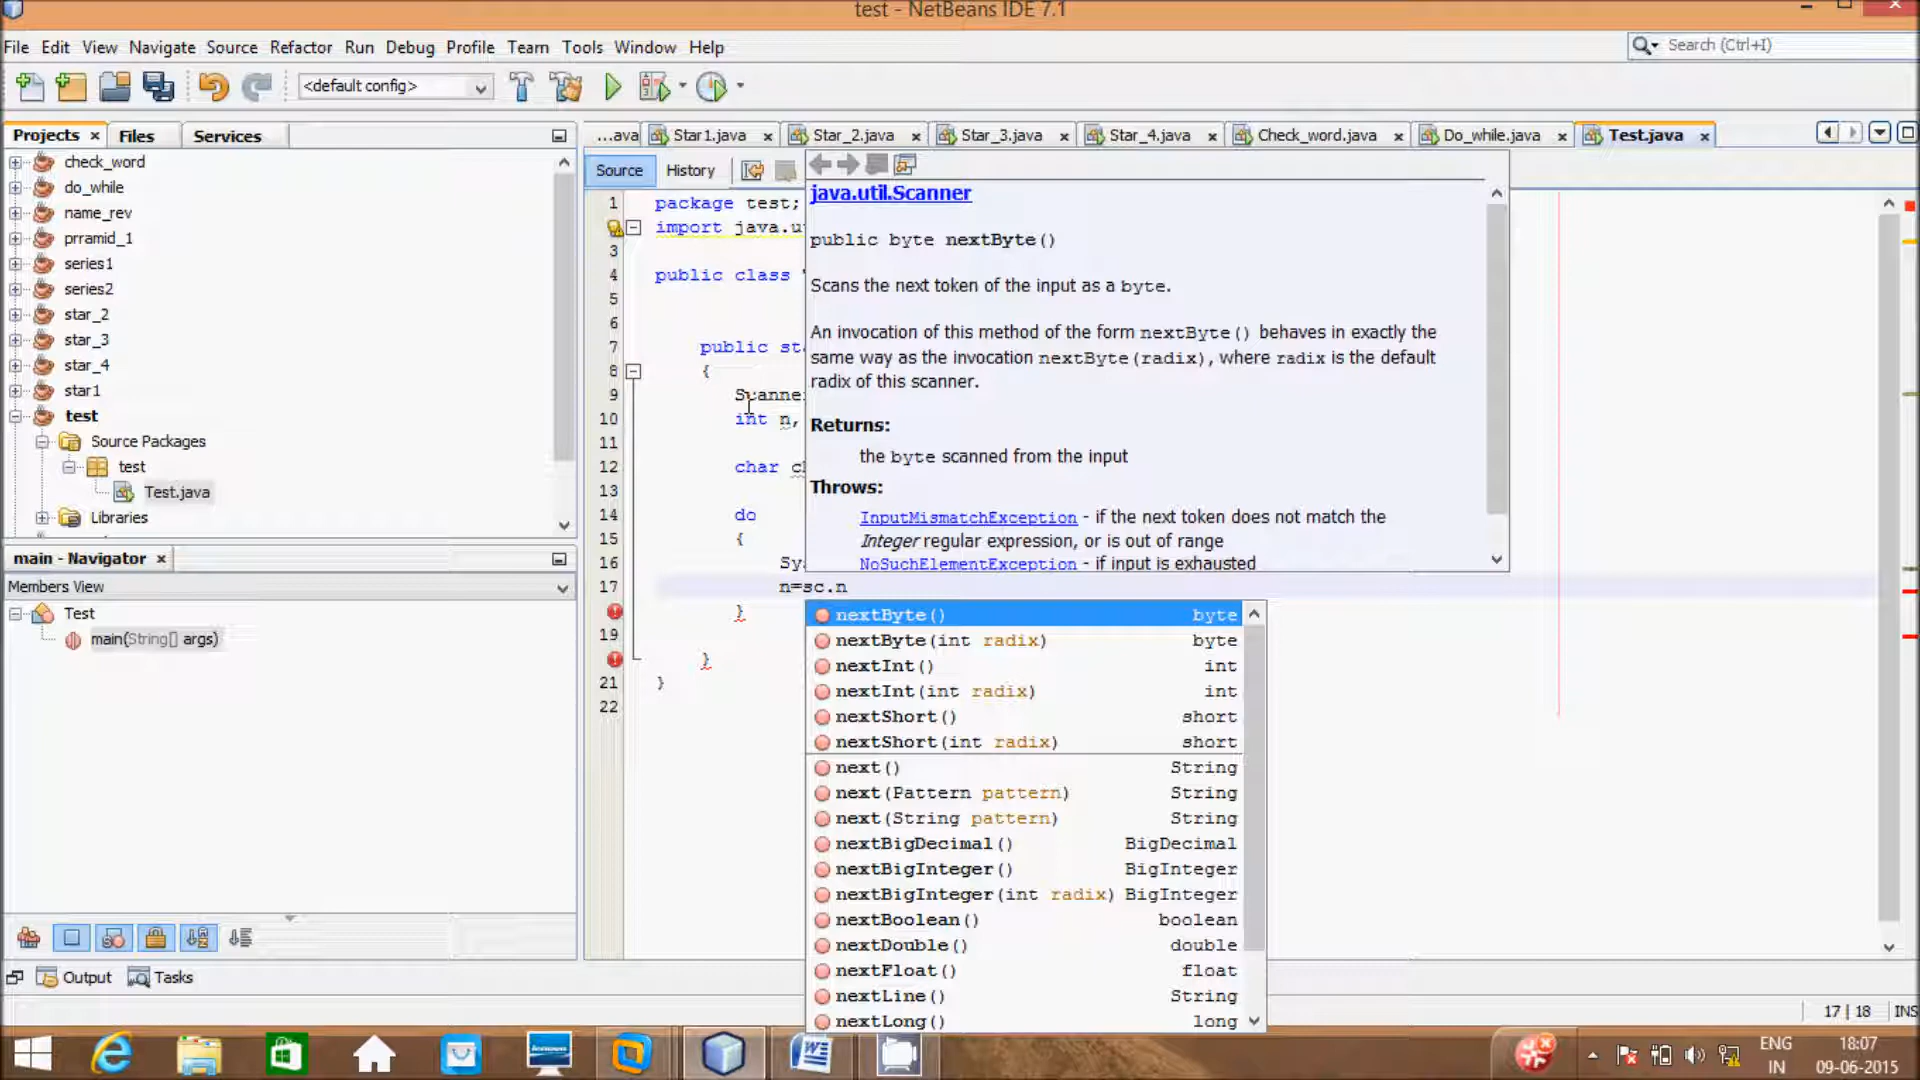 test - NetBeans IDE 7.1
File Edit View Navigate Source Refactor Run Debug Profile Team Tools Window Help
Search (Ctrl+I)
<default config>
Projects Files Services
...ava Star1.java Star_2.java Star_3.java Star_4.java Check_word.java Do_while.java Test.java
check_word
do_while
name_rev
prramid_1
series1
series2
star_2
star_3
star_4
star1
test
Source Packages
test
Test.java
Libraries
main - Navigator
Members View
Test
main(String[] args)
Source History
1 package test;
import java.u
3
4 public class
5
6
7 public sta
8 {
9 Scanner
10 int n,
11
12 char c
13
14 do
15 {
16 Sy
17 n=sc.n
}
19
}
21 }
22
java.util.Scanner
public byte nextByte()
Scans the next token of the input as a byte.
An invocation of this method of the form nextByte() behaves in exactly the
same way as the invocation nextByte(radix), where radix is the default
radix of this scanner.
Returns:
the byte scanned from the input
Throws:
InputMismatchException - if the next token does not match the
Integer regular expression, or is out of range
NoSuchElementException - if input is exhausted
nextByte() byte
nextByte(int radix) byte
nextInt() int
nextInt(int radix) int
nextShort() short
nextShort(int radix) short
next() String
next(Pattern pattern) String
next(String pattern) String
nextBigDecimal() BigDecimal
nextBigInteger() BigInteger
nextBigInteger(int radix) BigInteger
nextBoolean() boolean
nextDouble() double
nextFloat() float
nextLine() String
nextLong() long
Output Tasks
17 | 18 INS
ENG
IN
18:07
09-06-2015